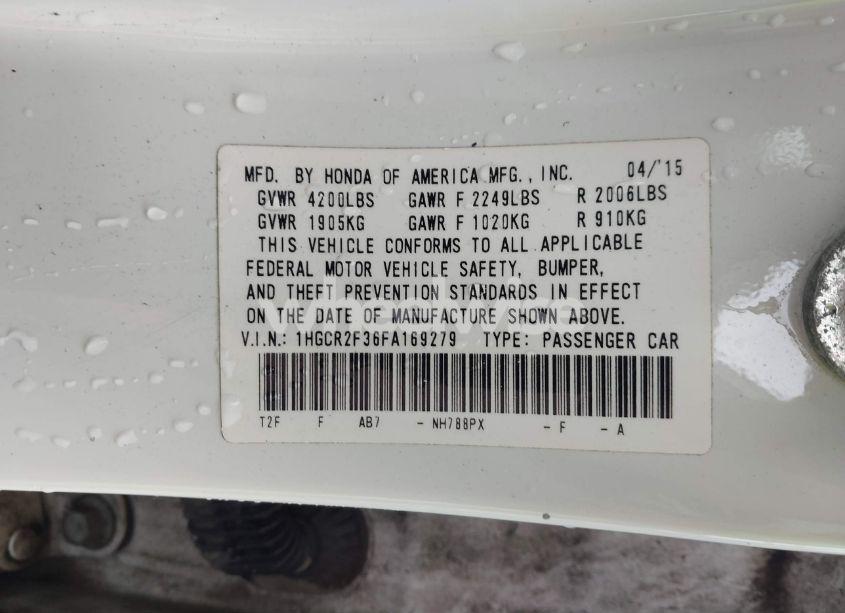 MFD. BY HONDA OF AMERICA MFG., INC. 04/'15
GVWR 4200LBS GAWR F 2249LBS R 2006LBS
GVWR 1905KG GAWR F 1020KG R 910KG
THIS VEHICLE CONFORMS TO ALL APPLICABLE
FEDERAL MOTOR VEHICLE SAFETY, BUMPER,
AND THEFT PREVENTION STANDARDS IN EFFECT
ON THE DATE OF MANUFACTURE SHOWN ABOVE.
V.I.N.: 1HGCR2F36FA169279 TYPE: PASSENGER CAR
T2F F AB7 - NH788PX - F - A